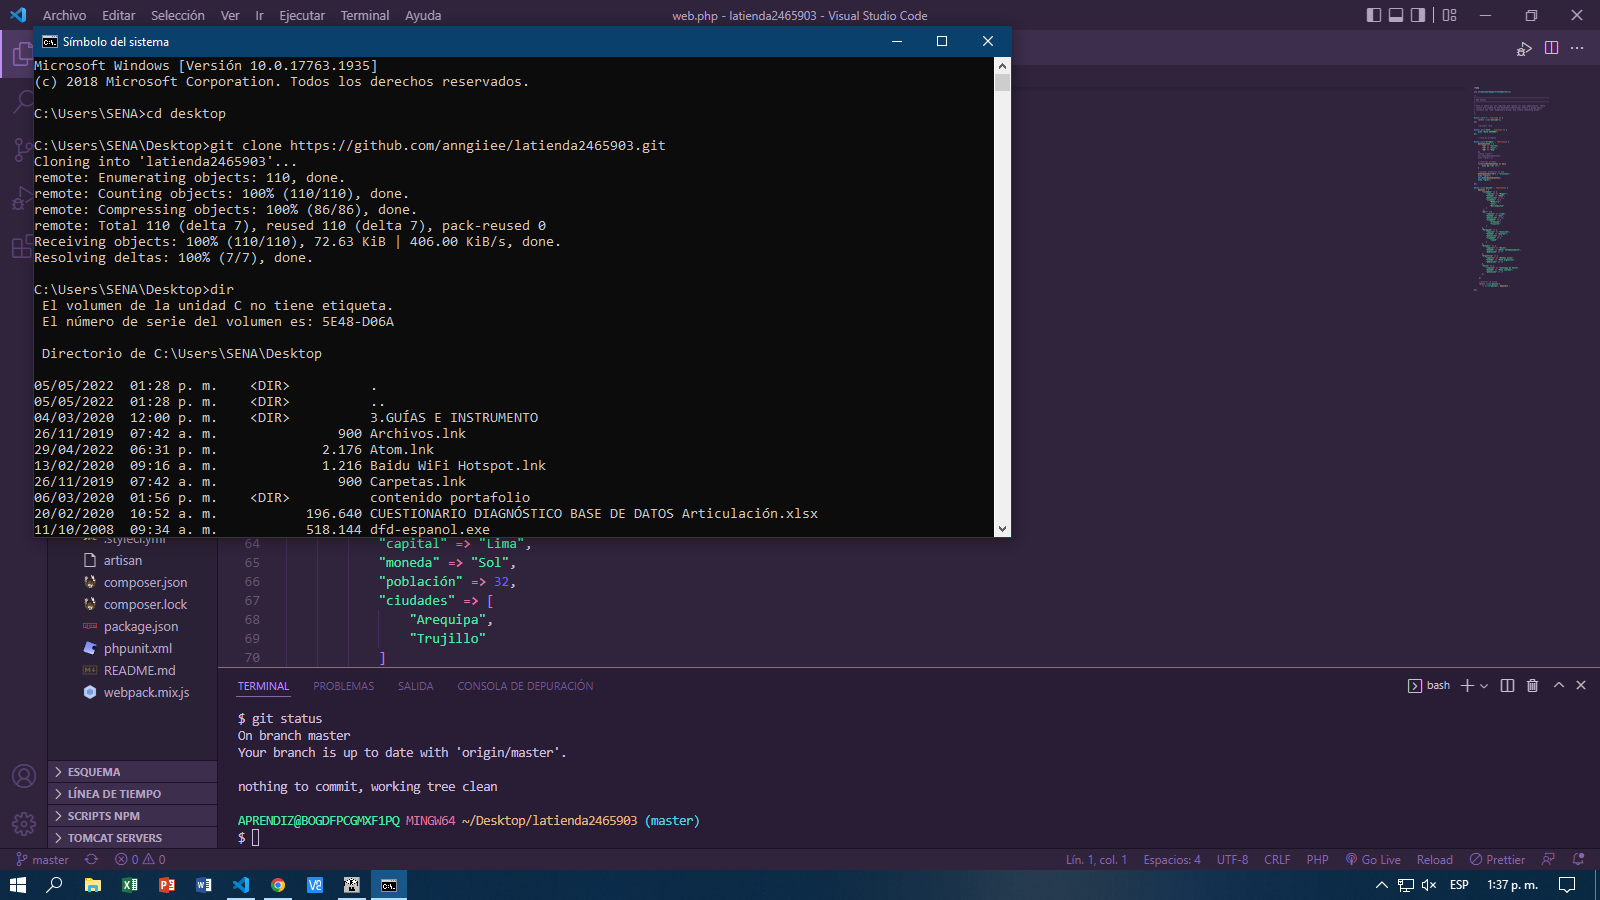 Archivo Editar Selección Ver Ir Ejecutar Terminal Ayuda
web.php - latienda2465903 - Visual Studio Code
Símbolo del sistema
Microsoft Windows [Versión 10.0.17763.1935]
(c) 2018 Microsoft Corporation. Todos los derechos reservados.
C:\Users\SENA>cd desktop
C:\Users\SENA\Desktop>git clone https://github.com/anngiiee/latienda2465903.git
Cloning into 'latienda2465903'...
remote: Enumerating objects: 110, done.
remote: Counting objects: 100% (110/110), done.
remote: Compressing objects: 100% (86/86), done.
remote: Total 110 (delta 7), reused 110 (delta 7), pack-reused 0
Receiving objects: 100% (110/110), 72.63 KiB | 406.00 KiB/s, done.
Resolving deltas: 100% (7/7), done.
C:\Users\SENA\Desktop>dir
El volumen de la unidad C no tiene etiqueta.
El número de serie del volumen es: 5E48-D06A
Directorio de C:\Users\SENA\Desktop
05/05/2022 01:28 p. m. <DIR> .
05/05/2022 01:28 p. m. <DIR> ..
04/03/2020 12:00 p. m. <DIR> 3.GUÍAS E INSTRUMENTO
26/11/2019 07:42 a. m. 900 Archivos.lnk
29/04/2022 06:31 p. m. 2.176 Atom.lnk
13/02/2020 09:16 a. m. 1.216 Baidu WiFi Hotspot.lnk
26/11/2019 07:42 a. m. 900 Carpetas.lnk
06/03/2020 01:56 p. m. <DIR> contenido portafolio
20/02/2020 10:52 a. m. 196.640 CUESTIONARIO DIAGNÓSTICO BASE DE DATOS Articulación.xlsx
11/10/2008 09:34 a. m. 518.144 dfd-espanol.exe
.styleci.yml
artisan
composer.json
composer.lock
package.json
phpunit.xml
README.md
webpack.mix.js
64 "capital" => "Lima",
65 "moneda" => "Sol",
66 "población" => 32,
67 "ciudades" => [
68 "Arequipa",
69 "Trujillo"
70 ]
TERMINAL PROBLEMAS SALIDA CONSOLA DE DEPURACIÓN
bash
$ git status
On branch master
Your branch is up to date with 'origin/master'.
nothing to commit, working tree clean
APRENDIZ@BOGDFPCGMXF1PQ MINGW64 ~/Desktop/latienda2465903 (master)
$
ESQUEMA
LÍNEA DE TIEMPO
SCRIPTS NPM
TOMCAT SERVERS
master 0 0
Lín. 1, col. 1 Espacios: 4 UTF-8 CRLF PHP Go Live Reload Prettier
ESP 1:37 p. m.